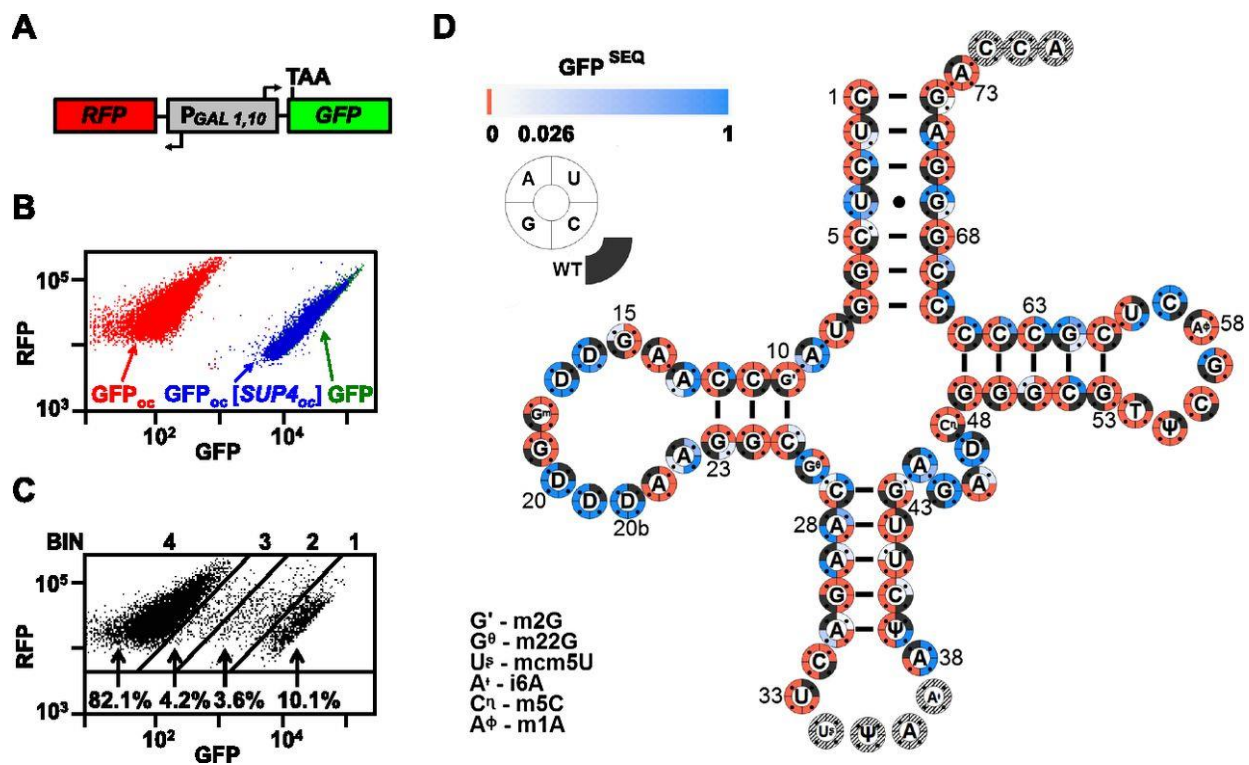 A
RFP
PGAL 1,10
TAA
GFP
B
RFP
10⁵
10³
GFPoc
GFPoc [SUP4oc]
GFP
10²
10⁴
GFP
C
BIN
4
3
2
1
RFP
10⁵
10³
82.1%
4.2%
3.6%
10.1%
10²
10⁴
GFP
D
GFP SEQ
0
0.026
1
A U
G C
WT
C C A
A
73
1
C G
U A
C G
U G
5
C G 68
G C
G C
U
A
10
G' C C A A G
15
D D Gm G D D D A A G G C
20
20b
23
Gθ
C G
28
A U
A U
G C
A Ψ
C A
33
U
38
Us Ψ A A
43
A G A D Cη
48
C C C G C
63
G G G C G
53
U C Aϕ G C Ψ T
58
G' - m2G
Gθ - m22G
Us - mcm5U
A᛭ - i6A
Cη - m5C
Aϕ - m1A